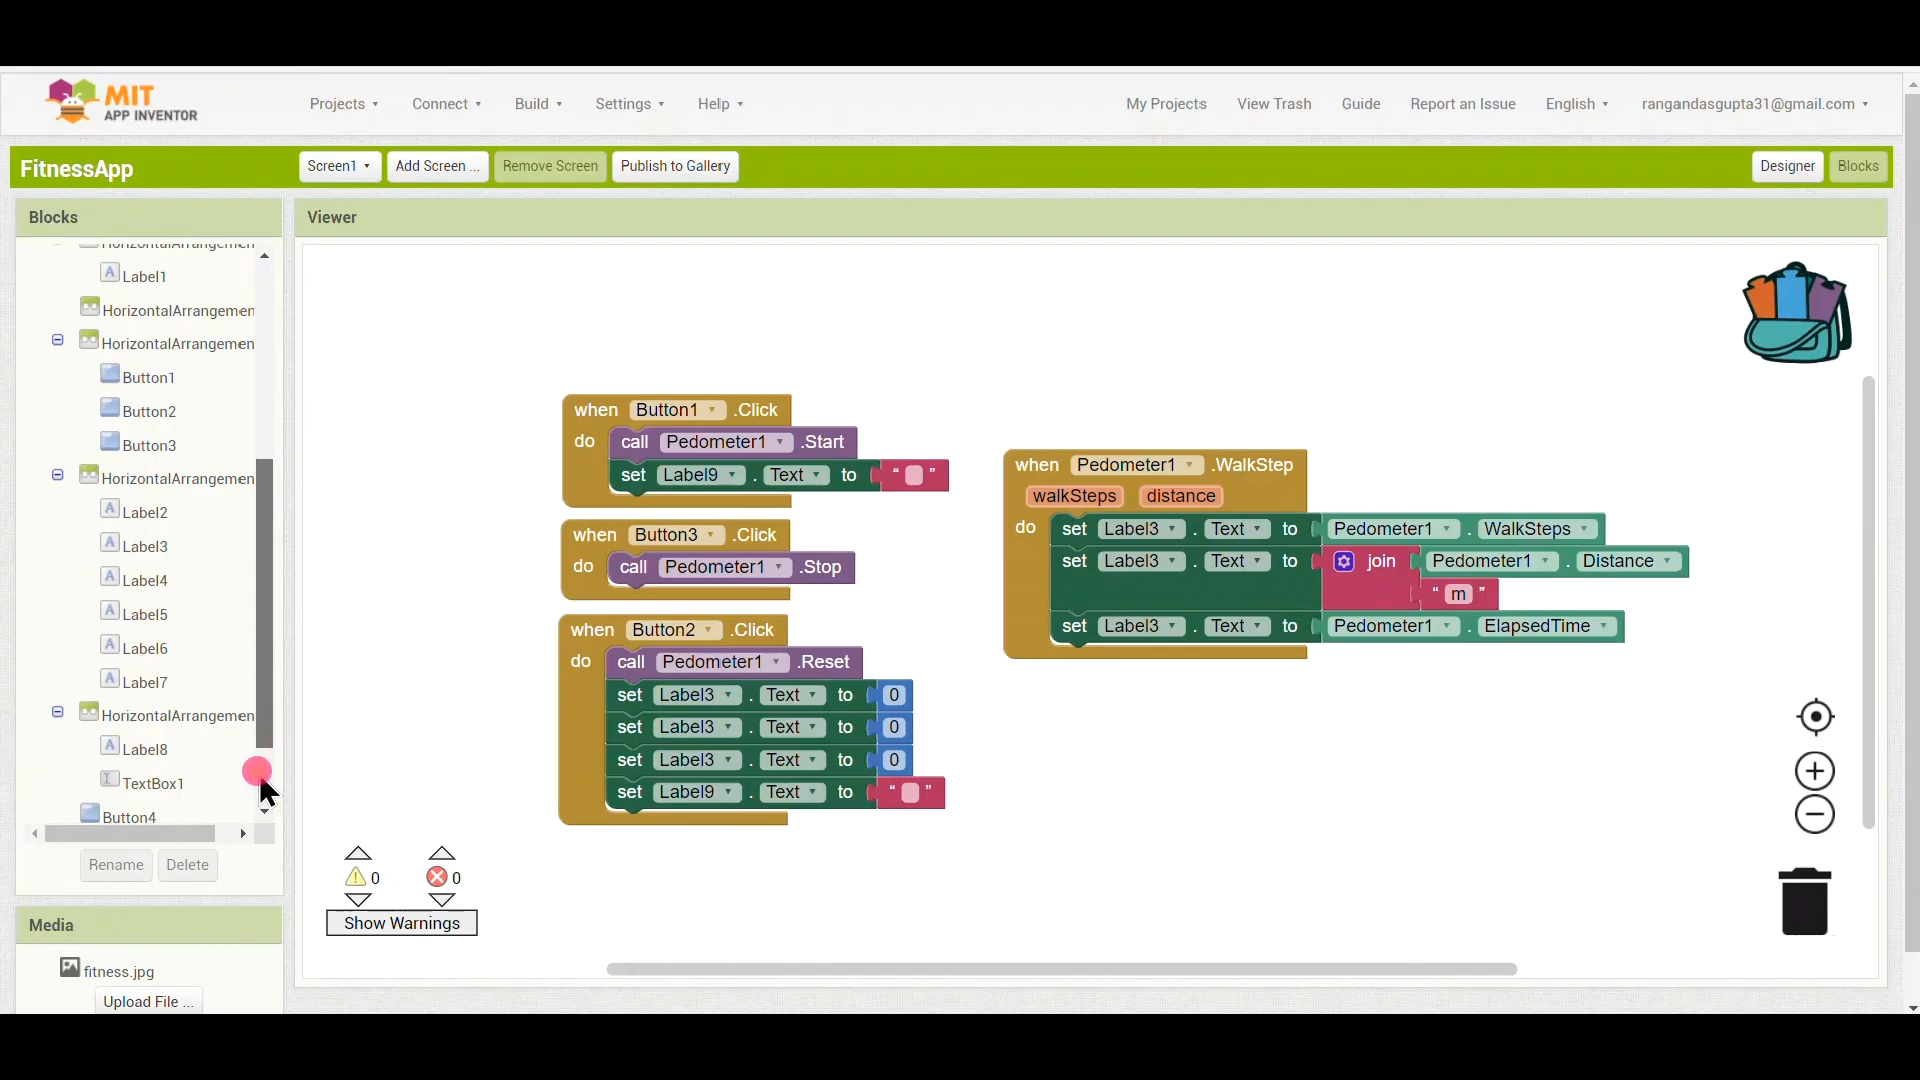 MIT
APP INVENTOR
Projects
Connect
Build
Settings
Help
My Projects
View Trash
Guide
Report an Issue
English
rangandasgupta31@gmail.com
FitnessApp
Screen1
Add Screen ...
Remove Screen
Publish to Gallery
Designer
Blocks
Blocks
Viewer
HorizontalArrangemen
Label1
HorizontalArrangemen
HorizontalArrangemen
Button1
Button2
Button3
HorizontalArrangemen
Label2
Label3
Label4
Label5
Label6
Label7
HorizontalArrangemen
Label8
TextBox1
Button4
Rename
Delete
Media
fitness.jpg
Upload File ...
when Button1 .Click
do call Pedometer1 .Start
set Label9 . Text to “ ”
when Button3 .Click
do call Pedometer1 .Stop
when Button2 .Click
do call Pedometer1 .Reset
set Label3 . Text to 0
set Label3 . Text to 0
set Label3 . Text to 0
set Label9 . Text to “ ”
when Pedometer1 .WalkStep
walkSteps distance
do set Label3 . Text to Pedometer1 . WalkSteps
set Label3 . Text to join Pedometer1 . Distance
“ m ”
set Label3 . Text to Pedometer1 . ElapsedTime
0
0
Show Warnings